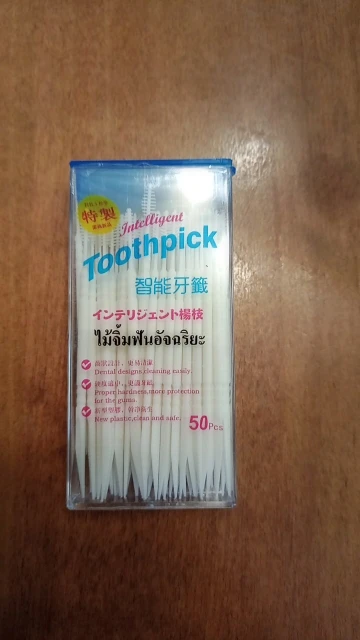 特製
Intelligent
Toothpick
智能牙籤
インテリジェント楊枝
ไม้จิ้มฟันอัจฉริยะ
Dental designs,cleaning easily.
Proper hardness,more protection
for the gums.
New plastic,clean and safe.
50Pcs